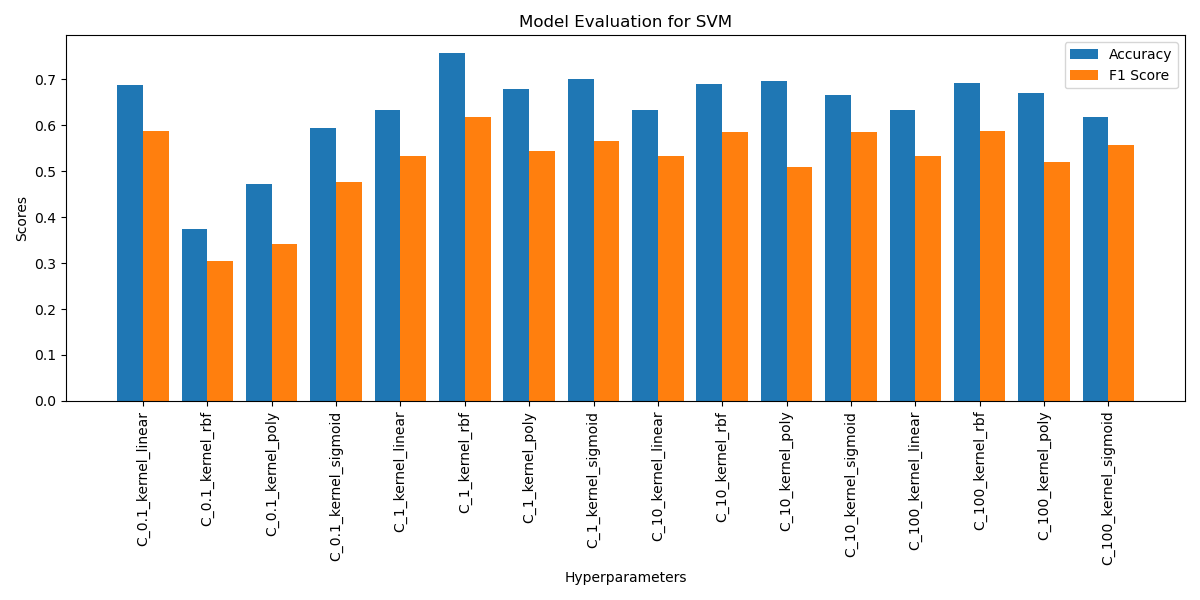 Model Evaluation for SVM
Accuracy
F1 Score
Scores
0.7
0.6
0.5
0.4
0.3
0.2
0.1
0.0
C_0.1_kernel_linear
C_0.1_kernel_rbf
C_0.1_kernel_poly
C_0.1_kernel_sigmoid
C_1_kernel_linear
C_1_kernel_rbf
C_1_kernel_poly
C_1_kernel_sigmoid
C_10_kernel_linear
C_10_kernel_rbf
C_10_kernel_poly
C_10_kernel_sigmoid
C_100_kernel_linear
C_100_kernel_rbf
C_100_kernel_poly
C_100_kernel_sigmoid
Hyperparameters